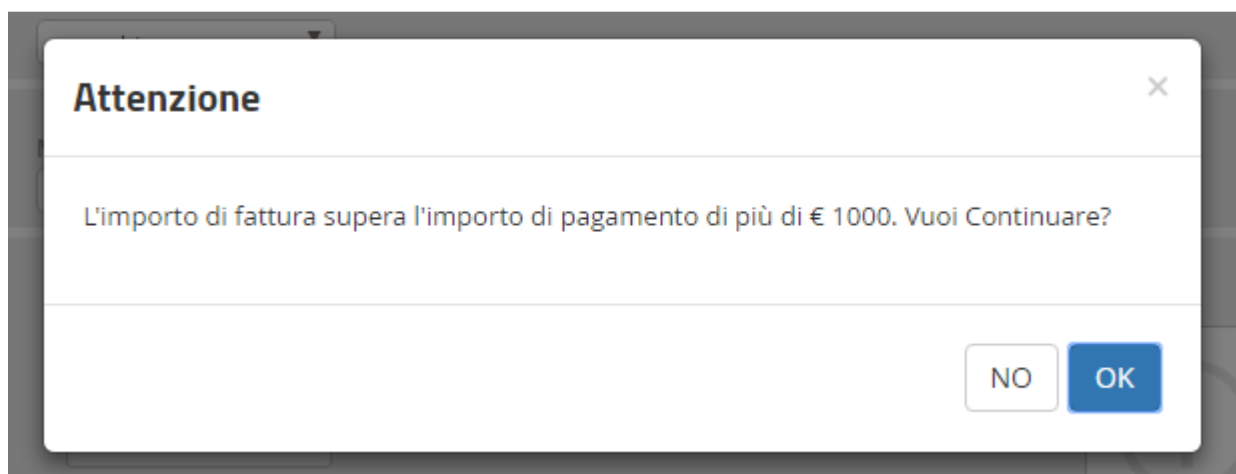 Attenzione
×
L'importo di fattura supera l'importo di pagamento di più di € 1000. Vuoi Continuare?
NO
OK